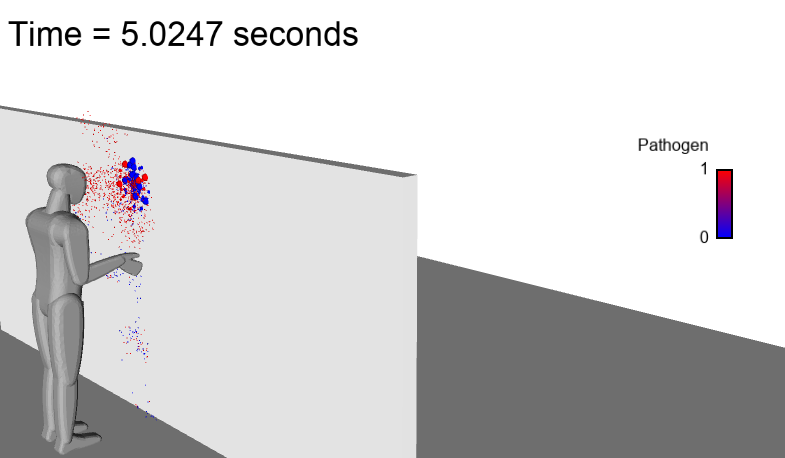 Time = 5.0247 seconds
Pathogen
1
0